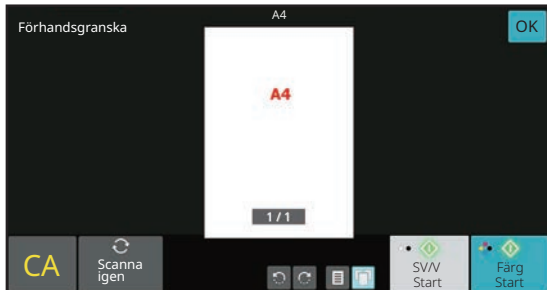 A4
Förhandsgranska
OK
A4
1 / 1
CA
Scanna
igen
SV/V
Start
Färg
Start